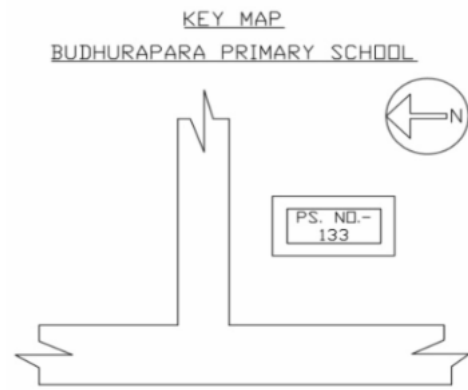 KEY MAP
BUDHURAPARA PRIMARY SCHOOL
N
PS. NO.-
133